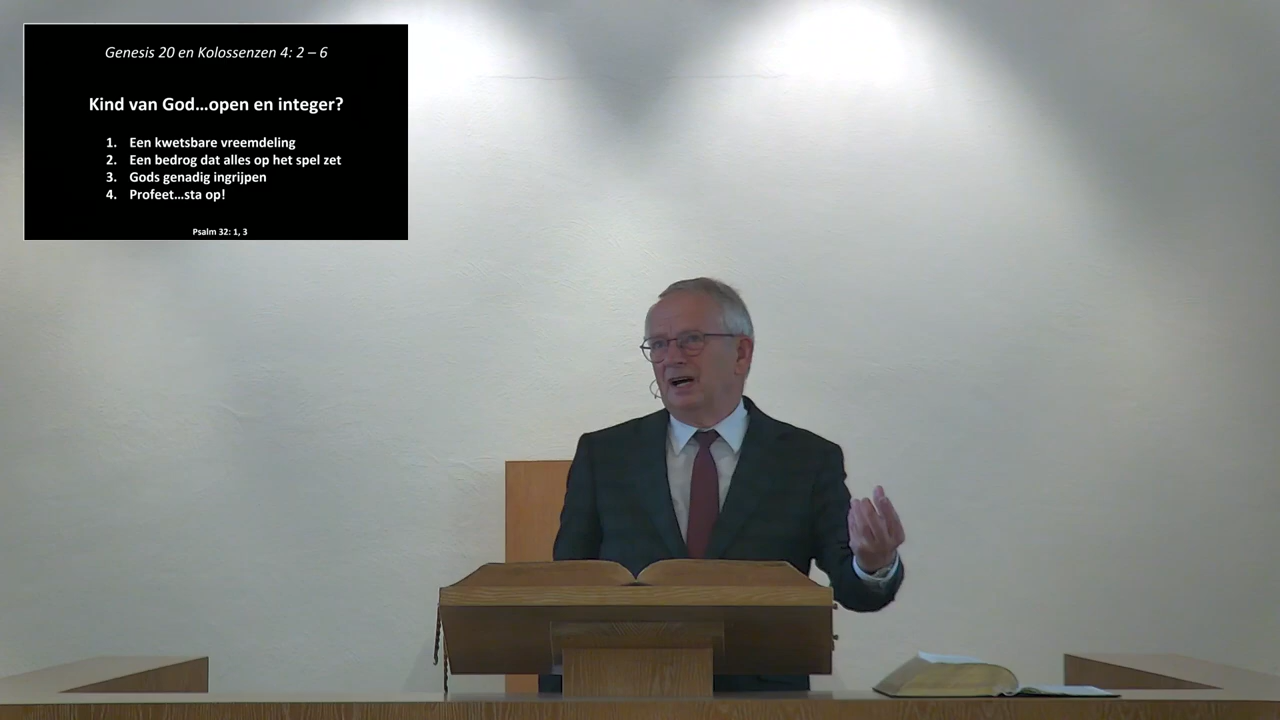 Genesis 20 en Kolossenzen 4: 2 – 6
Kind van God...open en integer?
1. Een kwetsbare vreemdeling
2. Een bedrog dat alles op het spel zet
3. Gods genadig ingrijpen
4. Profeet...sta op!
Psalm 32: 1, 3